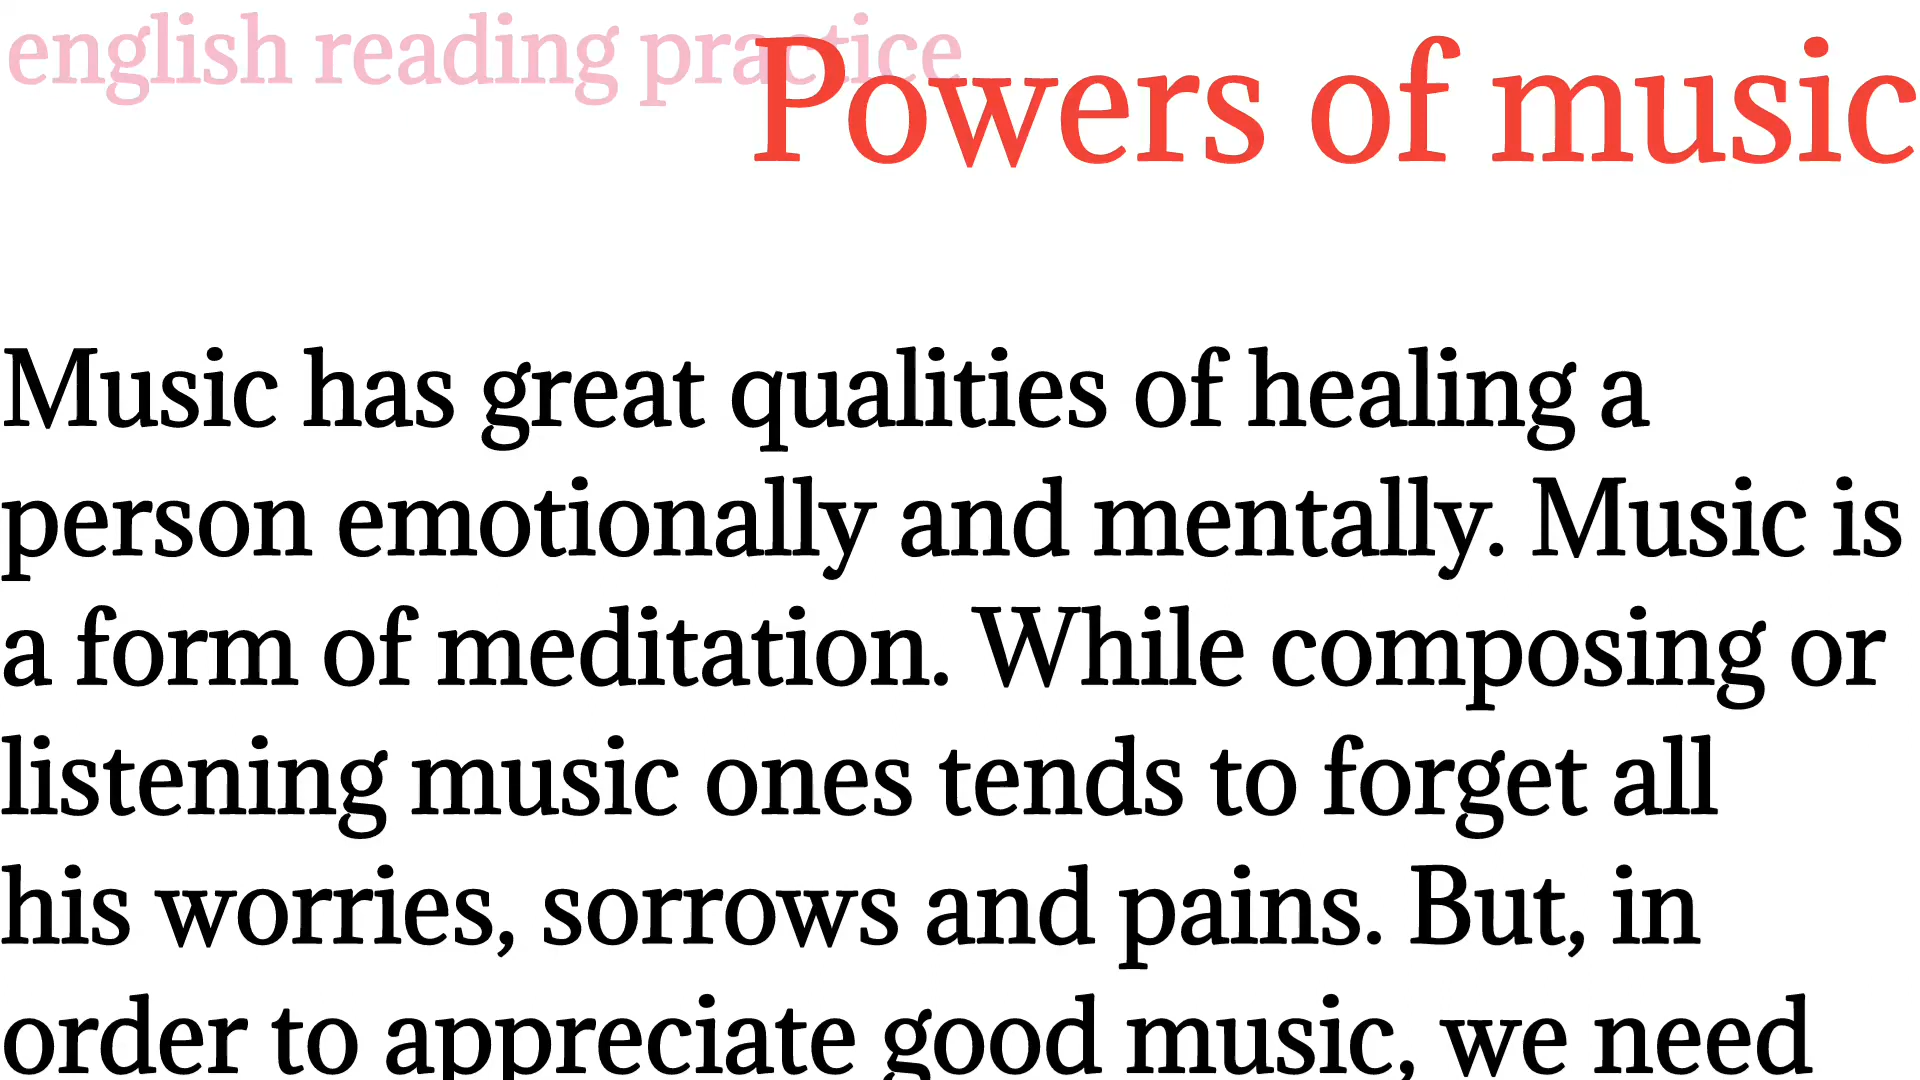 english reading practice
Powers of music
Music has great qualities of healing a
person emotionally and mentally. Music is
a form of meditation. While composing or
listening music ones tends to forget all
his worries, sorrows and pains. But, in
order to appreciate good music, we need